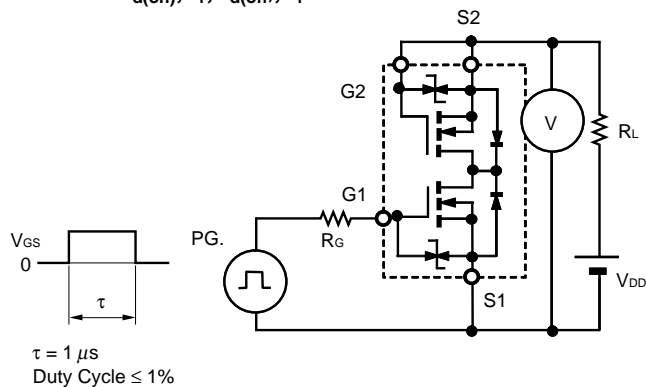 S2
G2
V
RL
G1
VGS
0
PG.
RG
VDD
τ
S1
τ = 1 μs
Duty Cycle ≤ 1%